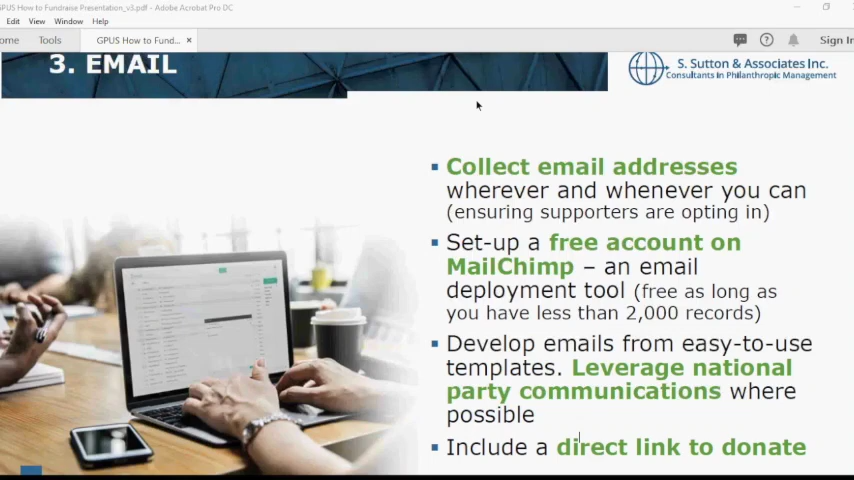 GPUS How to Fundraise Presentation_v3.pdf - Adobe Acrobat Pro DC
Edit View Window Help
ome Tools GPUS How to Fund... × Sign In
3. EMAIL
S. Sutton & Associates Inc.
Consultants in Philanthropic Management
▪ Collect email addresses
wherever and whenever you can
(ensuring supporters are opting in)
▪ Set-up a free account on
MailChimp – an email
deployment tool (free as long as
you have less than 2,000 records)
▪ Develop emails from easy-to-use
templates. Leverage national
party communications where
possible
▪ Include a direct link to donate